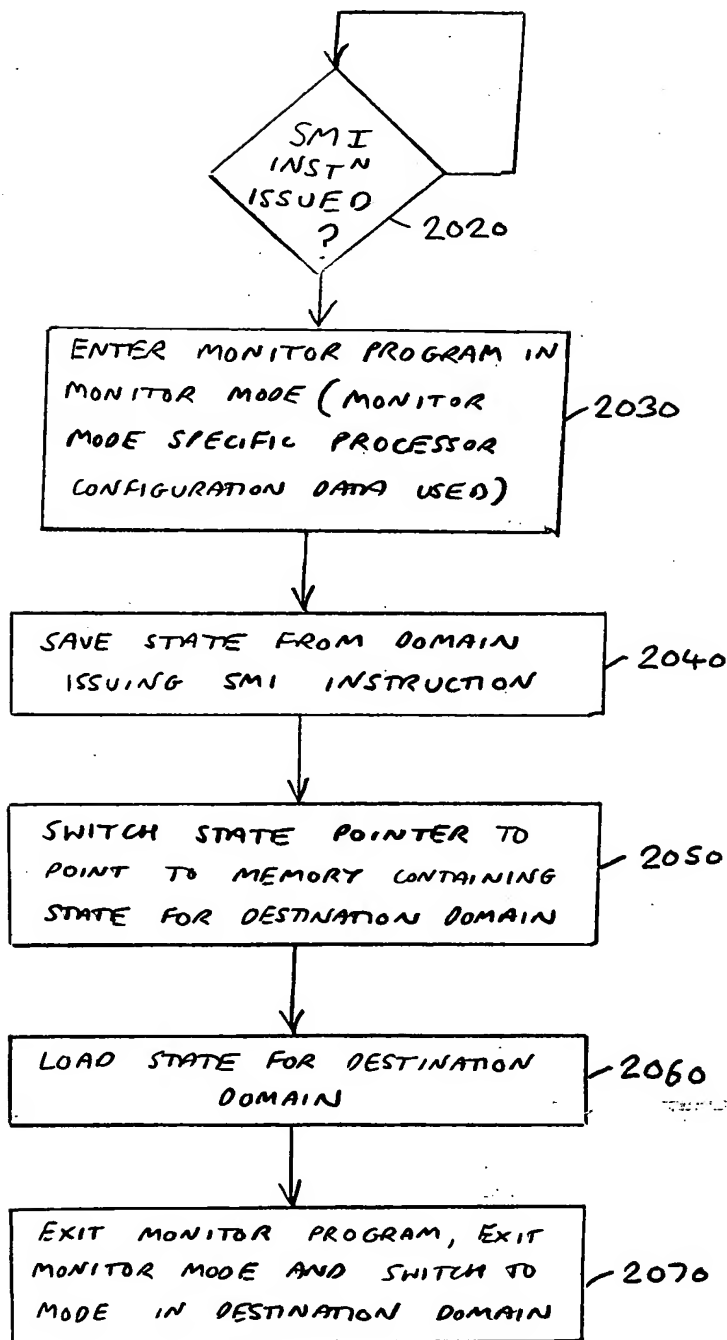 SMI
INSTN
ISSUED
?
2020
ENTER MONITOR PROGRAM IN
MONITOR MODE (MONITOR
MODE SPECIFIC PROCESSOR
CONFIGURATION DATA USED)
2030
SAVE STATE FROM DOMAIN
ISSUING SMI INSTRUCTION
2040
SWITCH STATE POINTER TO
POINT TO MEMORY CONTAINING
STATE FOR DESTINATION DOMAIN
2050
LOAD STATE FOR DESTINATION
DOMAIN
2060
EXIT MONITOR PROGRAM, EXIT
MONITOR MODE AND SWITCH TO
MODE IN DESTINATION DOMAIN
2070